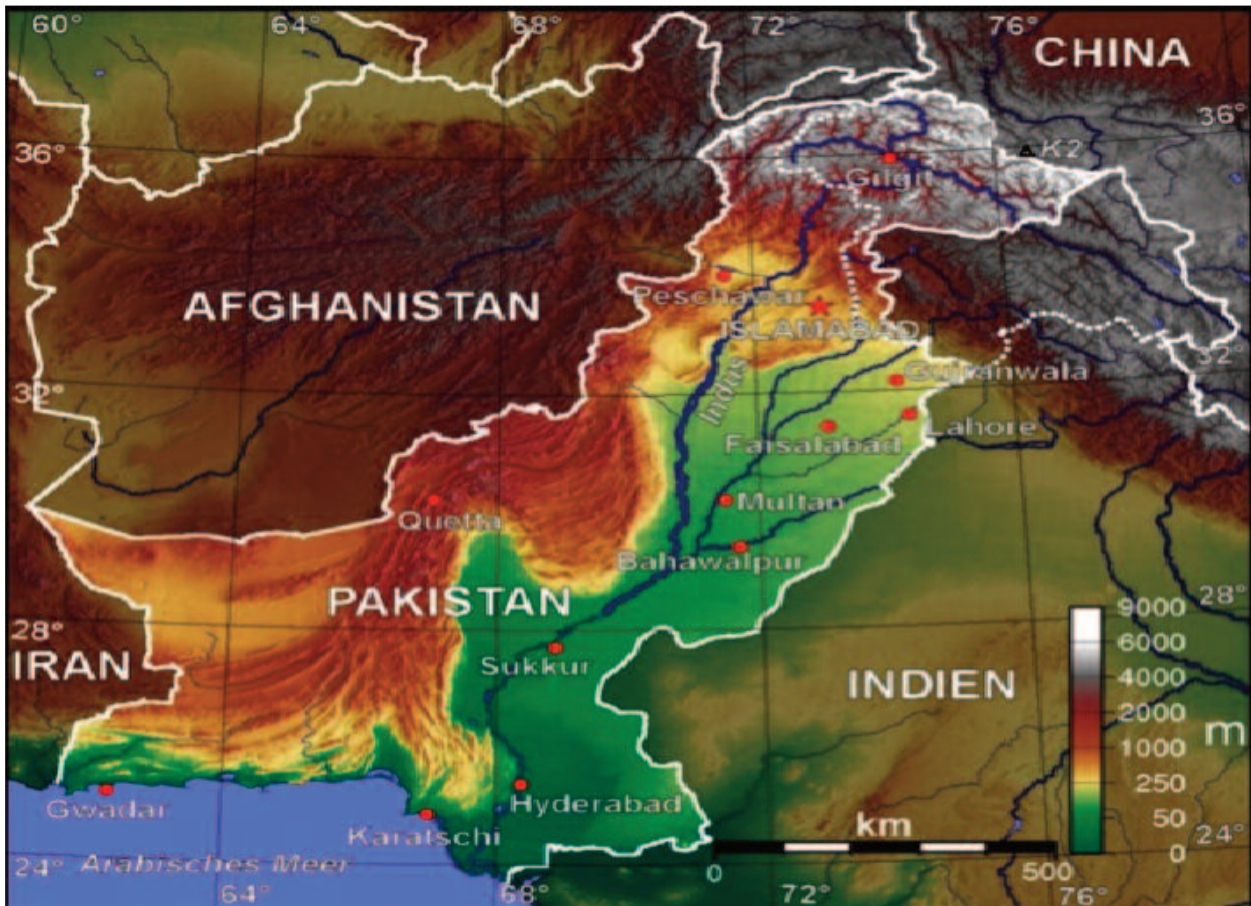 60°
64°
72°
76°
CHINA
36°
36°
K2
Gilgit
AFGHANISTAN
Peschawar
ISLAMABAD
Indus
32°
32°
Gujranwala
Faisalabad
Lahore
Multan
Quetta
Bahawalpur
PAKISTAN
28°
28°
IRAN
Sukkur
INDIEN
9000
6000
4000
2000
1000
250
50
0
m
Gwadar
Hyderabad
Karatschi
km
0
500
24°
Arabisches Meer
24°
64°
68°
72°
76°
68°